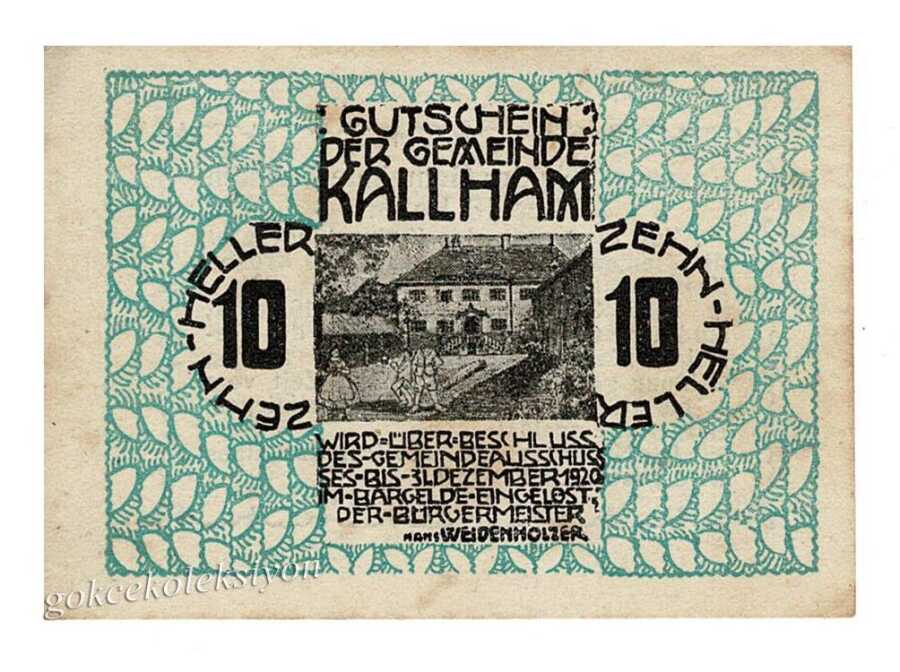 : GUTSCHEIN :
DER GEMEINDE
KALLHAM
ZEHN-HELLER
10
ZEHN-HELLER
10
WIRD=ÜBER=BESCHLUSS
DES=GEMEINDEAUSSCHUS
SES-BIS-31.DEZEMBER 1920
IM=BARGELDE=EINGELÖST.
DER=BÜRGERMEISTER
HANS WEIDENHOLZER
gokcekoleksiyon